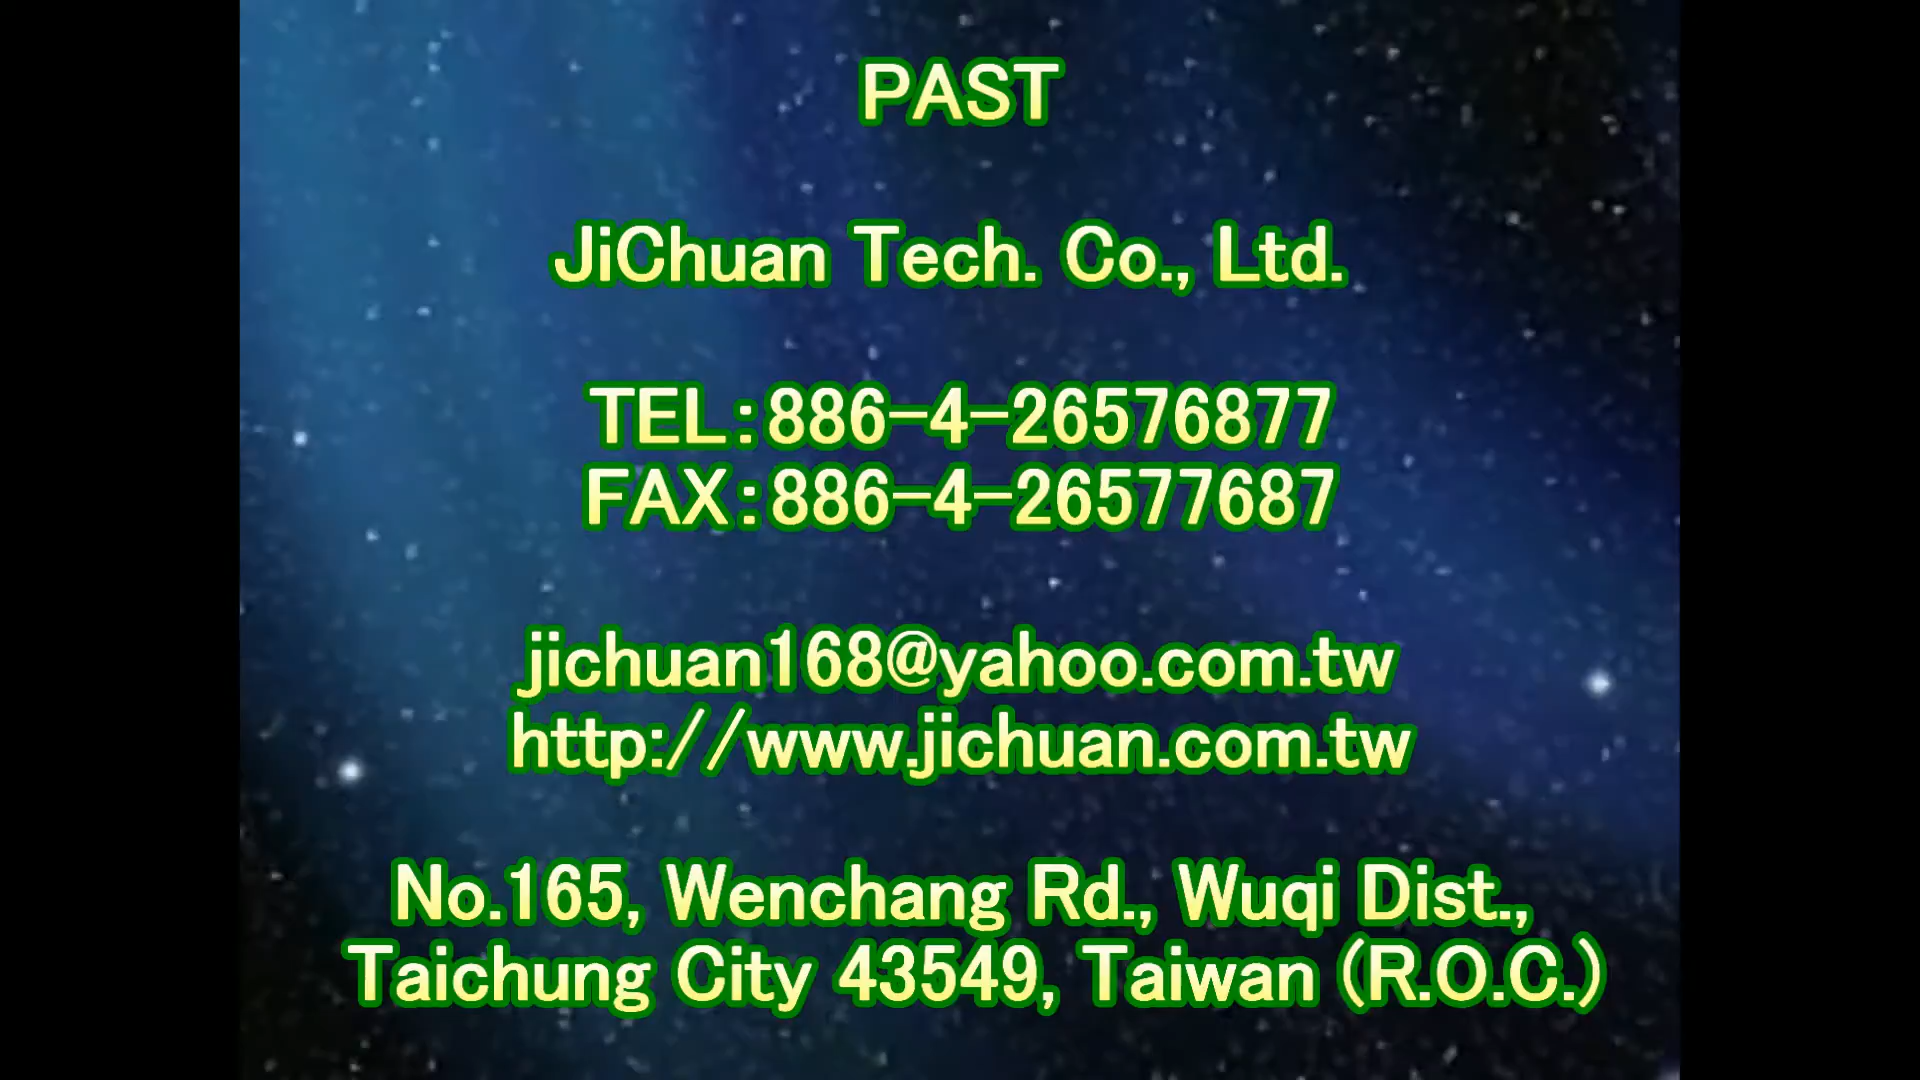 PAST
JiChuan Tech. Co., Ltd.
TEL:886-4-26576877
FAX:886-4-26577687
jichuan168@yahoo.com.tw
http://www.jichuan.com.tw
No.165, Wenchang Rd., Wuqi Dist.,
Taichung City 43549, Taiwan (R.O.C.)